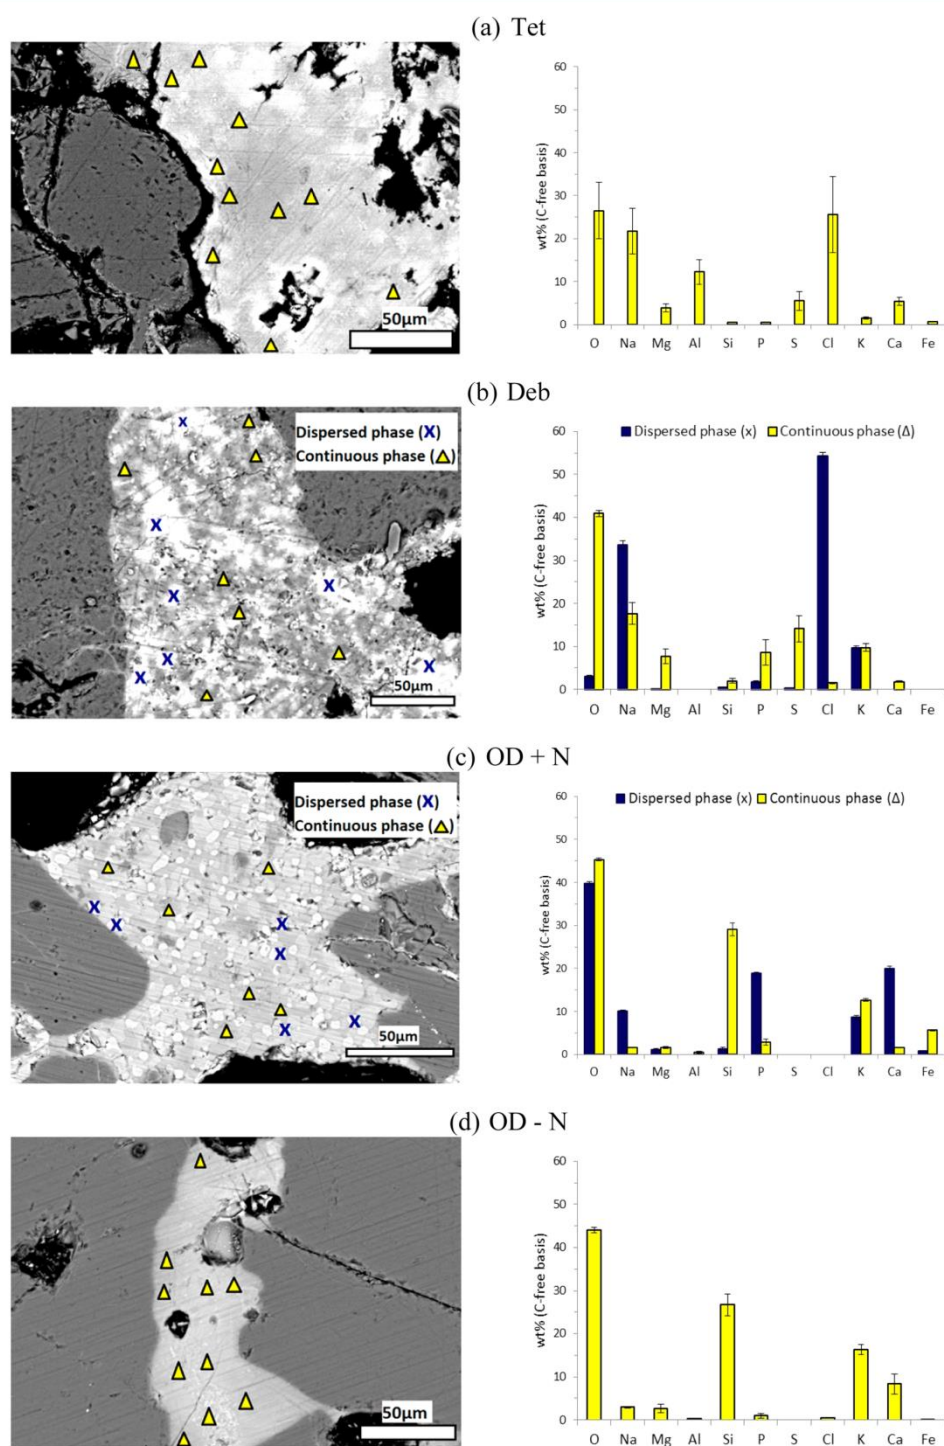 (a) Tet
50µm
wt% (C-free basis)
60
50
40
30
20
10
0
O Na Mg Al Si P S Cl K Ca Fe
(b) Deb
Dispersed phase (X)
Continuous phase (△)
50µm
Dispersed phase (x) Continuous phase (Δ)
wt% (C-free basis)
60
50
40
30
20
10
0
O Na Mg Al Si P S Cl K Ca Fe
(c) OD + N
Dispersed phase (X)
Continuous phase (△)
50µm
Dispersed phase (x) Continuous phase (Δ)
wt% (C-free basis)
60
50
40
30
20
10
0
O Na Mg Al Si P S Cl K Ca Fe
(d) OD - N
50µm
wt% (C-free basis)
60
50
40
30
20
10
0
O Na Mg Al Si P S Cl K Ca Fe